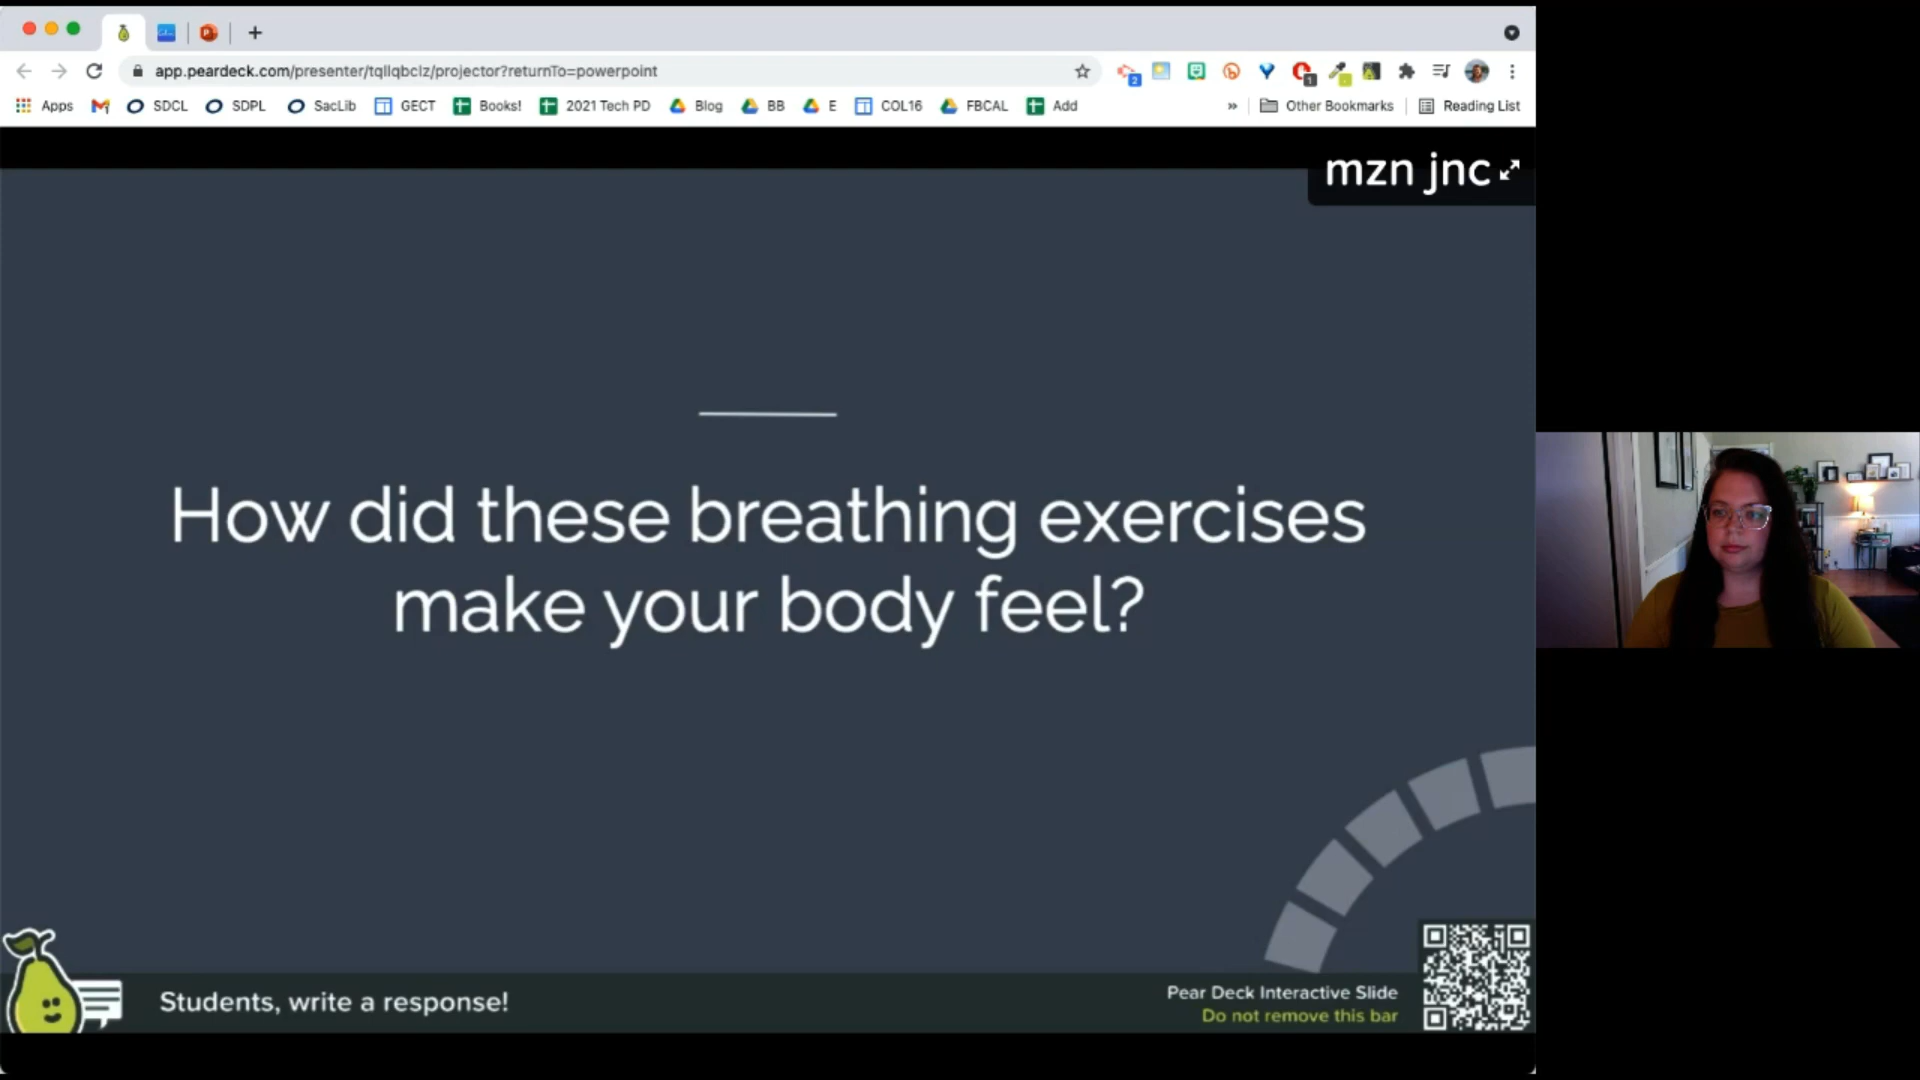 app.peardeck.com/presenter/tqllqbclz/projector?returnTo=powerpoint
Apps SDCL SDPL SacLib GECT Books! 2021 Tech PD Blog BB E COL16 FBCAL Add » Other Bookmarks Reading List
mzn jnc
How did these breathing exercises
make your body feel?
Students, write a response!
Pear Deck Interactive Slide
Do not remove this bar